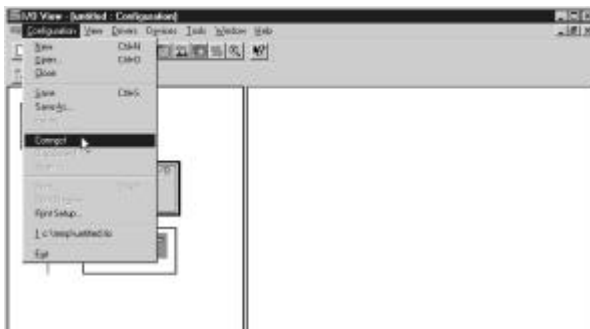 I/O View - [untitled : Configuration]
Configuration View Drivers Options Tools Window Help
New Ctrl+N
Open... Ctrl+O
Close
Save Ctrl+S
Save As...
Connect
Print Setup...
1 c:\temp\untitled.iio
Exit